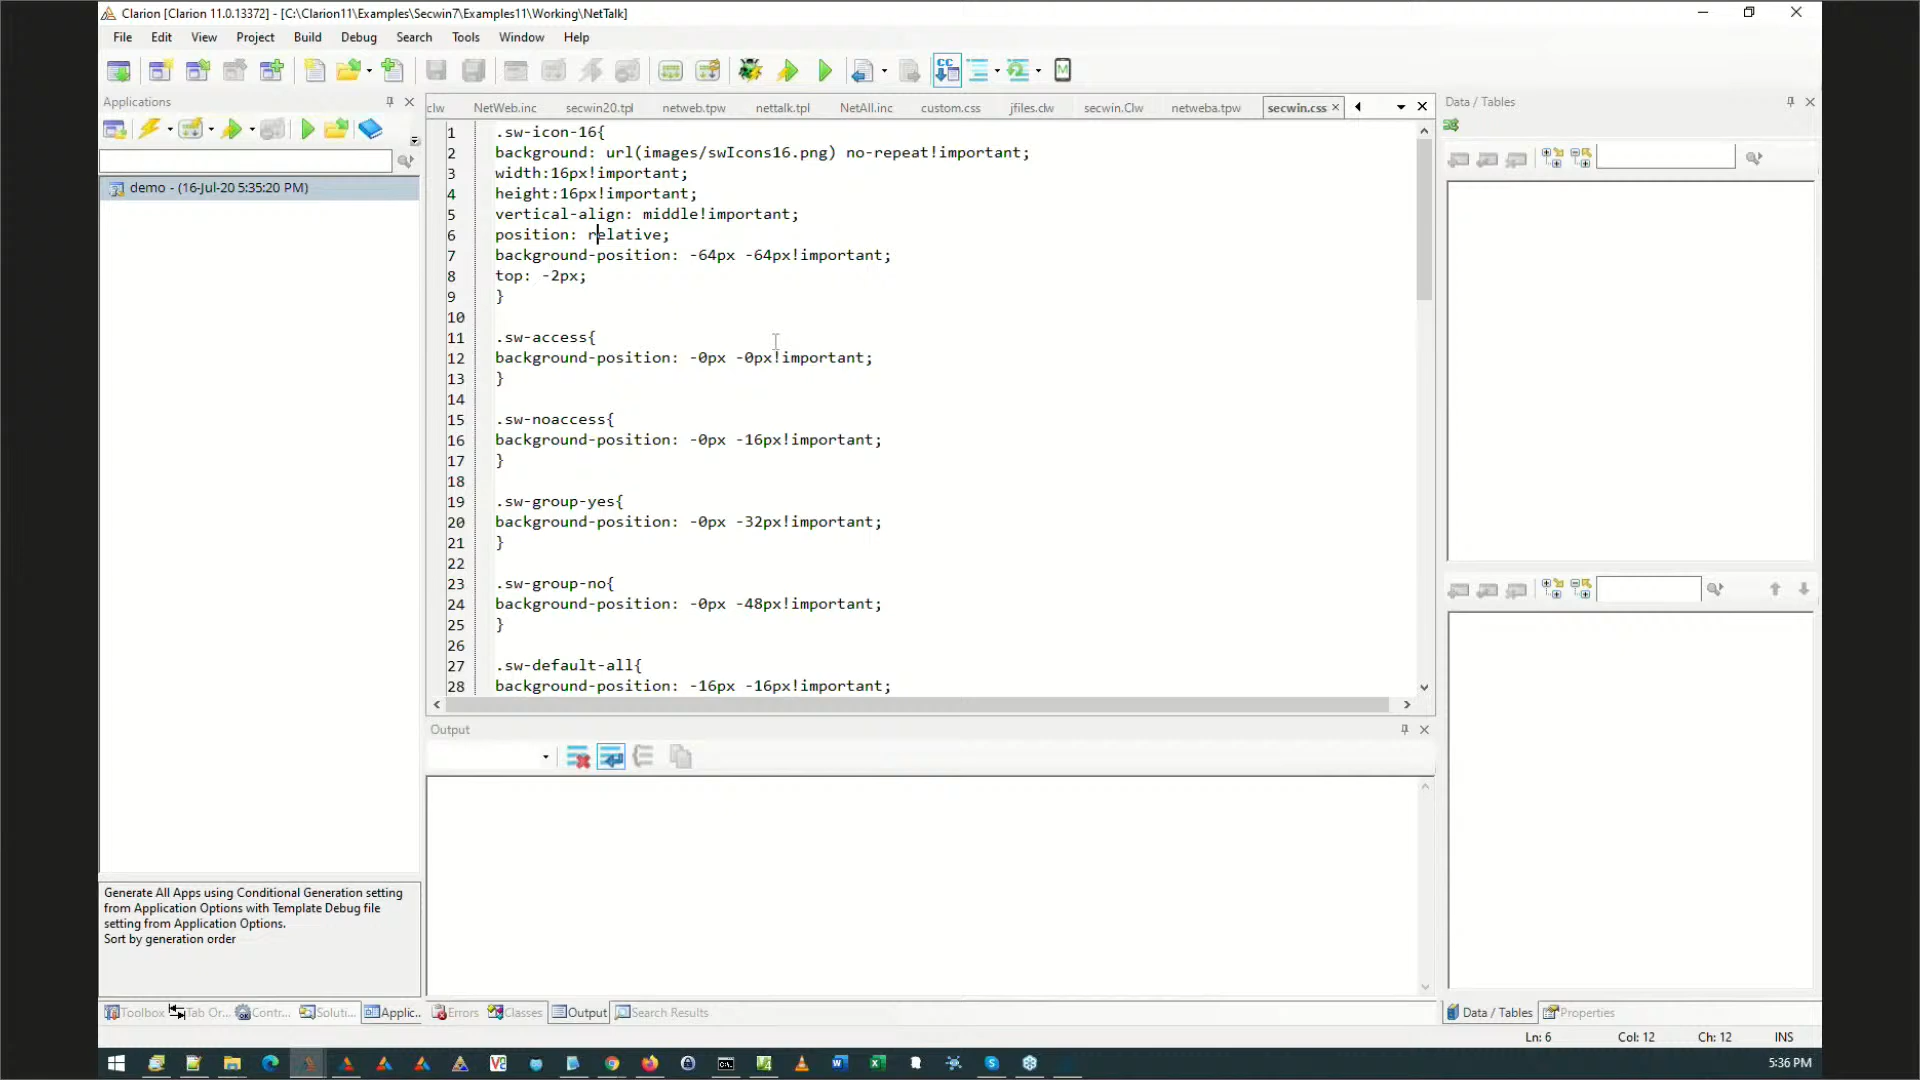 Clarion [Clarion 11.0.13372] - [C:\Clarion11\Examples\Secwin7\Examples11\Working\NetTalk]
File Edit View Project Build Debug Search Tools Window Help
Applications
demo - (16-Jul-20 5:35:20 PM)
Generate All Apps using Conditional Generation setting
from Application Options with Template Debug file
setting from Application Options.
Sort by generation order
Toolbox Tab Or... Contr... Soluti... Applic...
clw NetWeb.inc secwin20.tpl netweb.tpw nettalk.tpl NetAll.inc custom.css jfiles.clw secwin.Clw netweba.tpw secwin.css
1 .sw-icon-16{
2 background: url(images/swIcons16.png) no-repeat!important;
3 width:16px!important;
4 height:16px!important;
5 vertical-align: middle!important;
6 position: relative;
7 background-position: -64px -64px!important;
8 top: -2px;
9 }
10
11 .sw-access{
12 background-position: -0px -0px!important;
13 }
14
15 .sw-noaccess{
16 background-position: -0px -16px!important;
17 }
18
19 .sw-group-yes{
20 background-position: -0px -32px!important;
21 }
22
23 .sw-group-no{
24 background-position: -0px -48px!important;
25 }
26
27 .sw-default-all{
28 background-position: -16px -16px!important;
Output
Errors Classes Output Search Results
Data / Tables
Data / Tables Properties
Ln: 6 Col: 12 Ch: 12 INS
5:36 PM